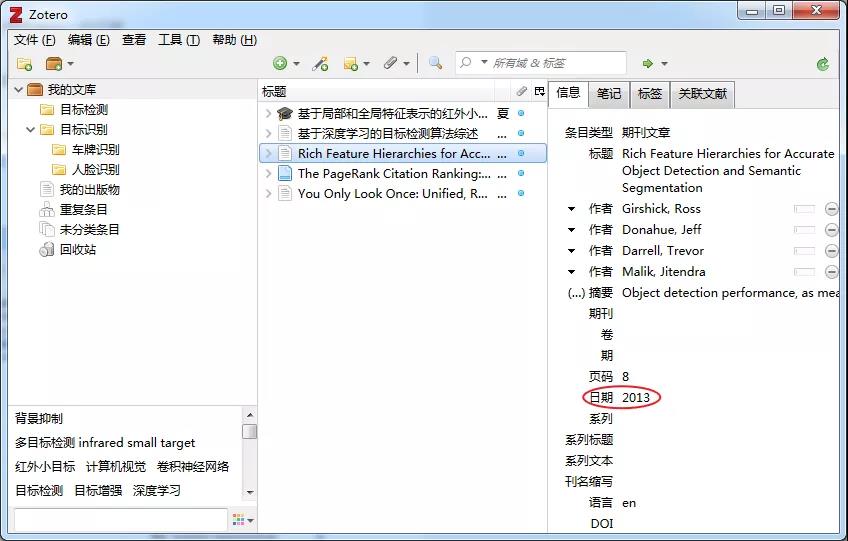 Zotero
文件 (F) 编辑 (E) 查看 工具 (T) 帮助 (H)
所有域 & 标签
我的文库
目标检测
目标识别
车牌识别
人脸识别
我的出版物
重复条目
未分类条目
回收站
背景抑制
多目标检测 infrared small target
红外小目标 计算机视觉 卷积神经网络
目标检测 目标增强 深度学习
标题
基于局部和全局特征表示的红外小... 夏
基于深度学习的目标检测算法综述 ...
Rich Feature Hierarchies for Acc... ...
The PageRank Citation Ranking:... ...
You Only Look Once: Unified, R... ...
信息 笔记 标签 关联文献
条目类型 期刊文章
标题 Rich Feature Hierarchies for Accurate
Object Detection and Semantic
Segmentation
作者 Girshick, Ross
作者 Donahue, Jeff
作者 Darrell, Trevor
作者 Malik, Jitendra
(...) 摘要 Object detection performance, as mea
期刊
卷
期
页码 8
日期 2013
系列
系列标题
系列文本
刊名缩写
语言 en
DOI